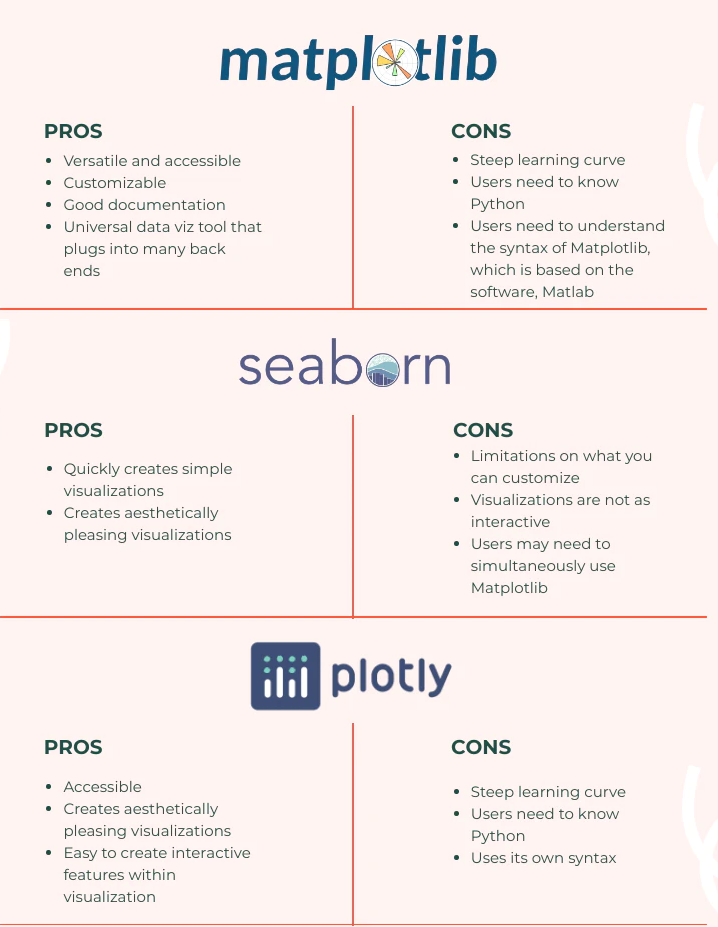 matplotlib
PROS
• Versatile and accessible
• Customizable
• Good documentation
• Universal data viz tool that
plugs into many back
ends
CONS
• Steep learning curve
• Users need to know
Python
• Users need to understand
the syntax of Matplotlib,
which is based on the
software, Matlab
seaborn
PROS
• Quickly creates simple
visualizations
• Creates aesthetically
pleasing visualizations
CONS
• Limitations on what you
can customize
• Visualizations are not as
interactive
• Users may need to
simultaneously use
Matplotlib
plotly
PROS
• Accessible
• Creates aesthetically
pleasing visualizations
• Easy to create interactive
features within
visualization
CONS
• Steep learning curve
• Users need to know
Python
• Uses its own syntax